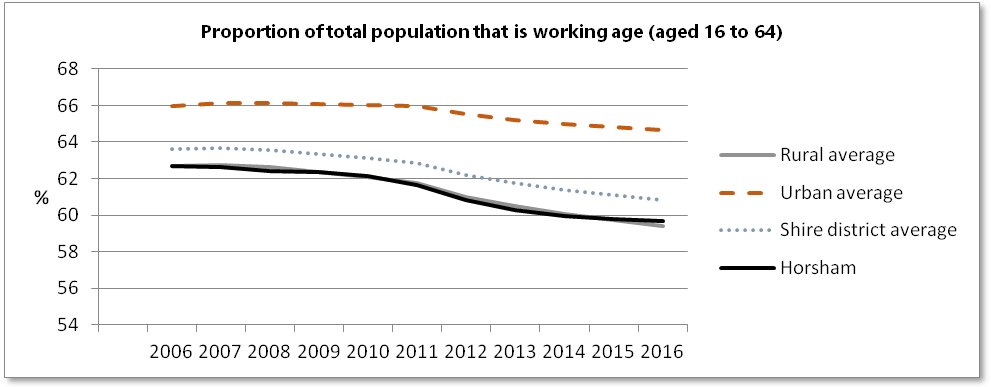 Proportion of total population that is working age (aged 16 to 64)
68
66
64
62
60
58
56
54
%
2006 2007 2008 2009 2010 2011 2012 2013 2014 2015 2016
Rural average
Urban average
Shire district average
Horsham